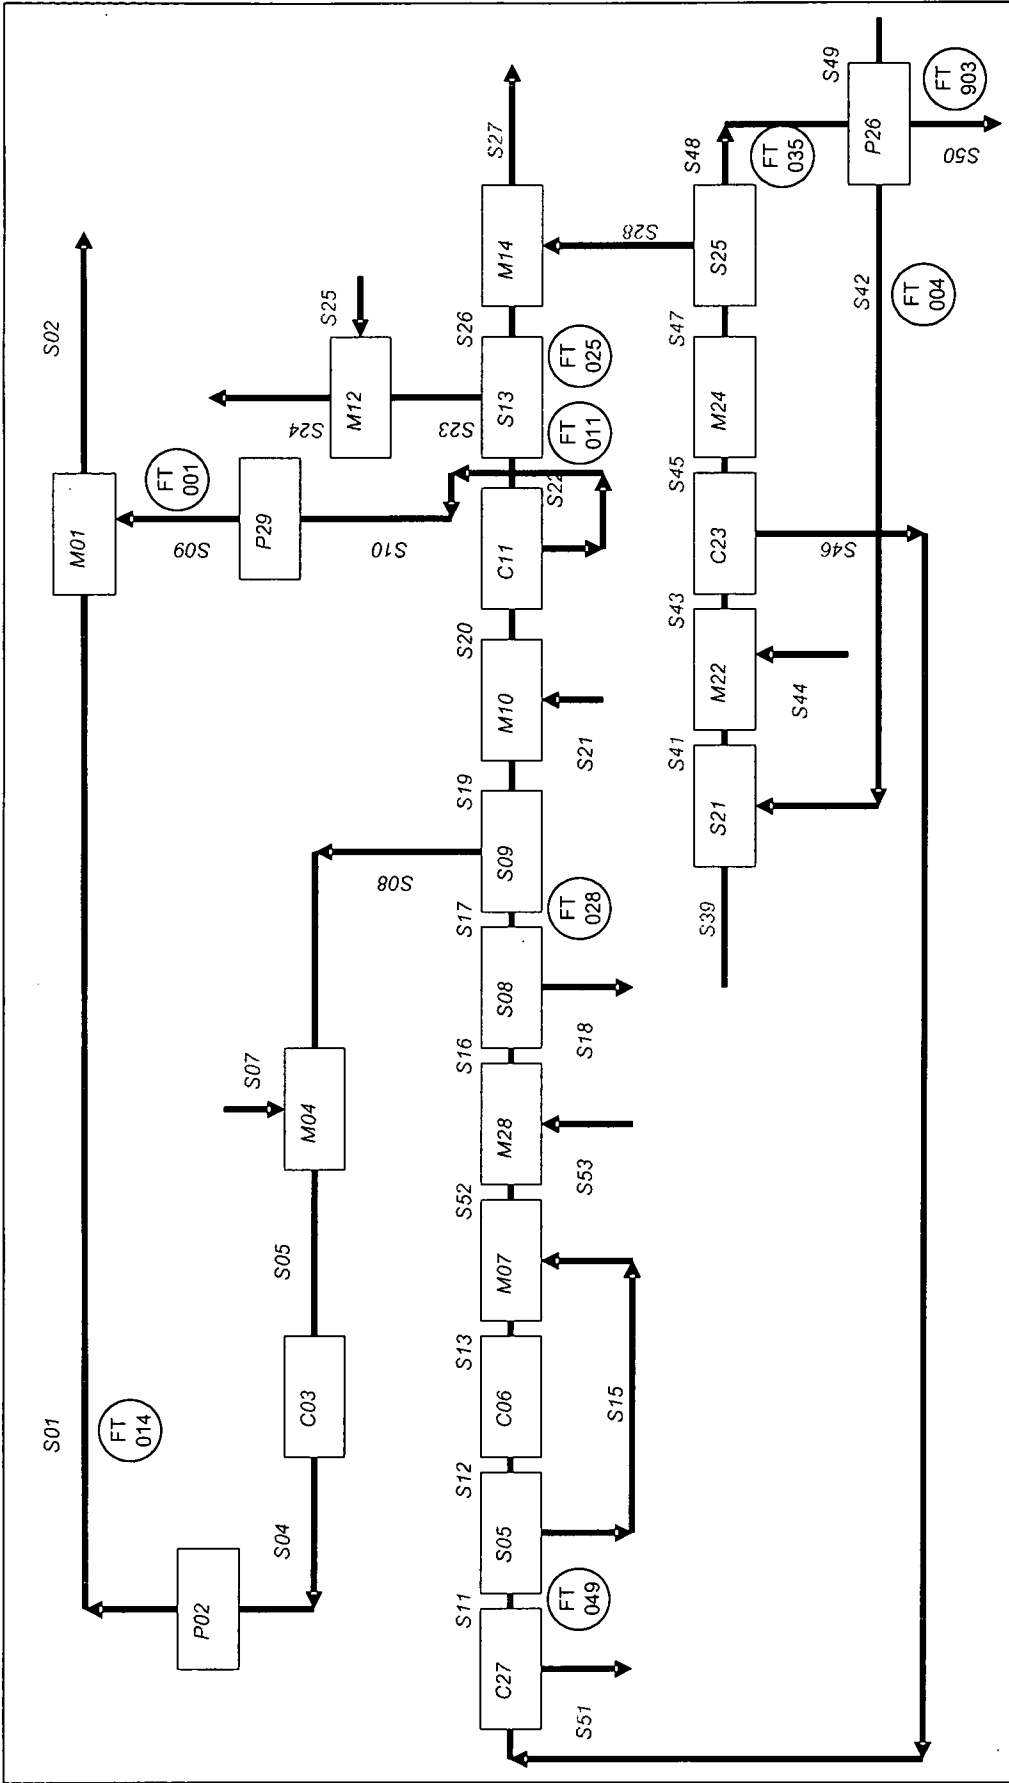 S01
FT
014
S02
M01
FT
001
S09
P29
S10
P02
S04
C03
S05
M04
S07
S08
S24
M12
S25
S23
S27
C27
S51
S11
FT
049
S05
S12
C06
S13
S15
M07
S52
M28
S53
S16
S08
S18
S17
FT
028
S09
S19
M10
S21
S20
C11
S22
FT
011
S13
FT
025
S26
M14
S28
S39
S21
S41
M22
S44
S43
C23
S46
S45
M24
S47
S25
S48
FT
035
S42
FT
004
P26
S49
S50
FT
903